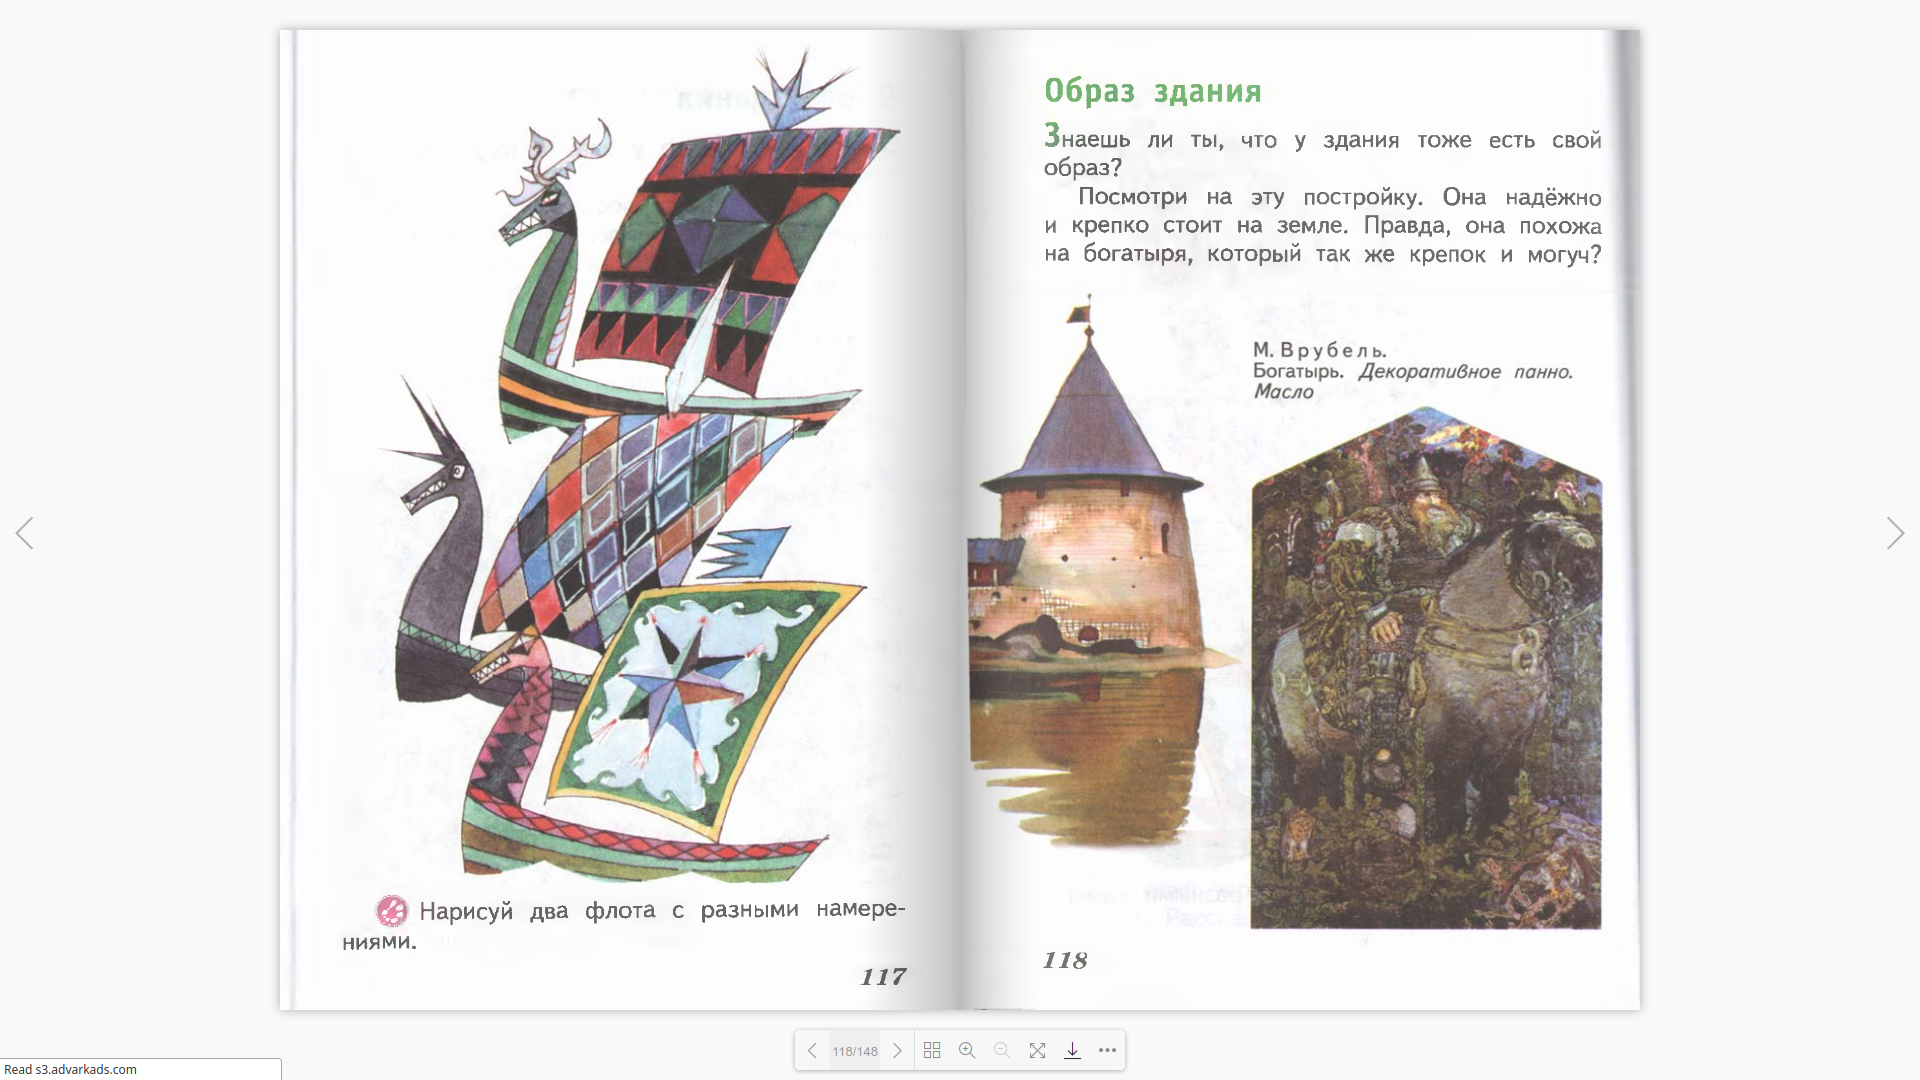 Нарисуй два флота с разными намере-
ниями.
117
Образ здания
Знаешь ли ты, что у здания тоже есть свой
образ?
Посмотри на эту постройку. Она надёжно
и крепко стоит на земле. Правда, она похожа
на богатыря, который так же крепок и могуч?
М. Врубель.
Богатырь. Декоративное панно.
Масло
118
118/148
Read s3.advarkads.com